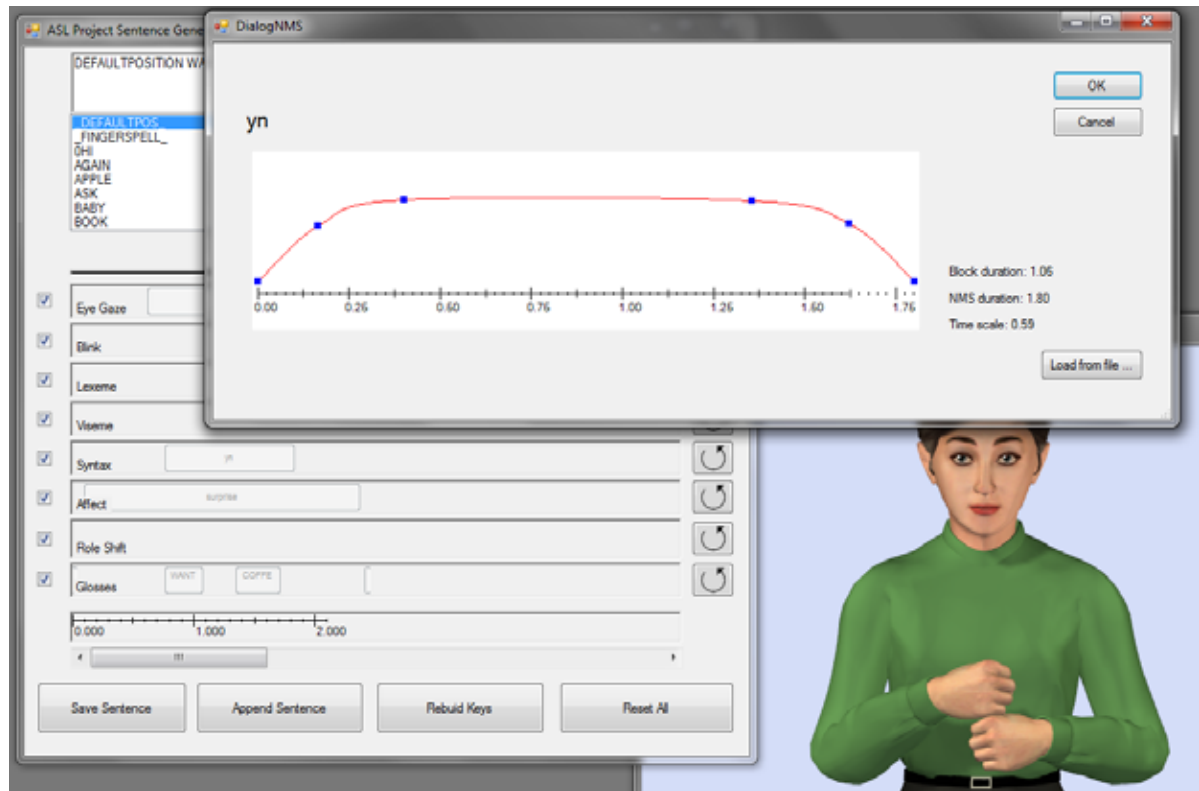 ASL Project Sentence Gene
DialogNMS
DEFAULTPOSITION WA
_DEFAULTPOS_
_FINGERSPELL_
0HI
AGAIN
APPLE
ASK
BABY
BOOK
OK
Cancel
yn
0.00 0.26 0.60 0.76 1.00 1.26 1.60 1.76
Block duration: 1.06
NMS duration: 1.80
Time scale: 0.59
Load from file ...
Eye Gaze
Blink
Lexeme
Viseme
Syntax yn
Affect surprise
Role Shift
Glosses WANT COFFE
0.000 1.000 2.000
Save Sentence Append Sentence Rebuid Keys Reset All